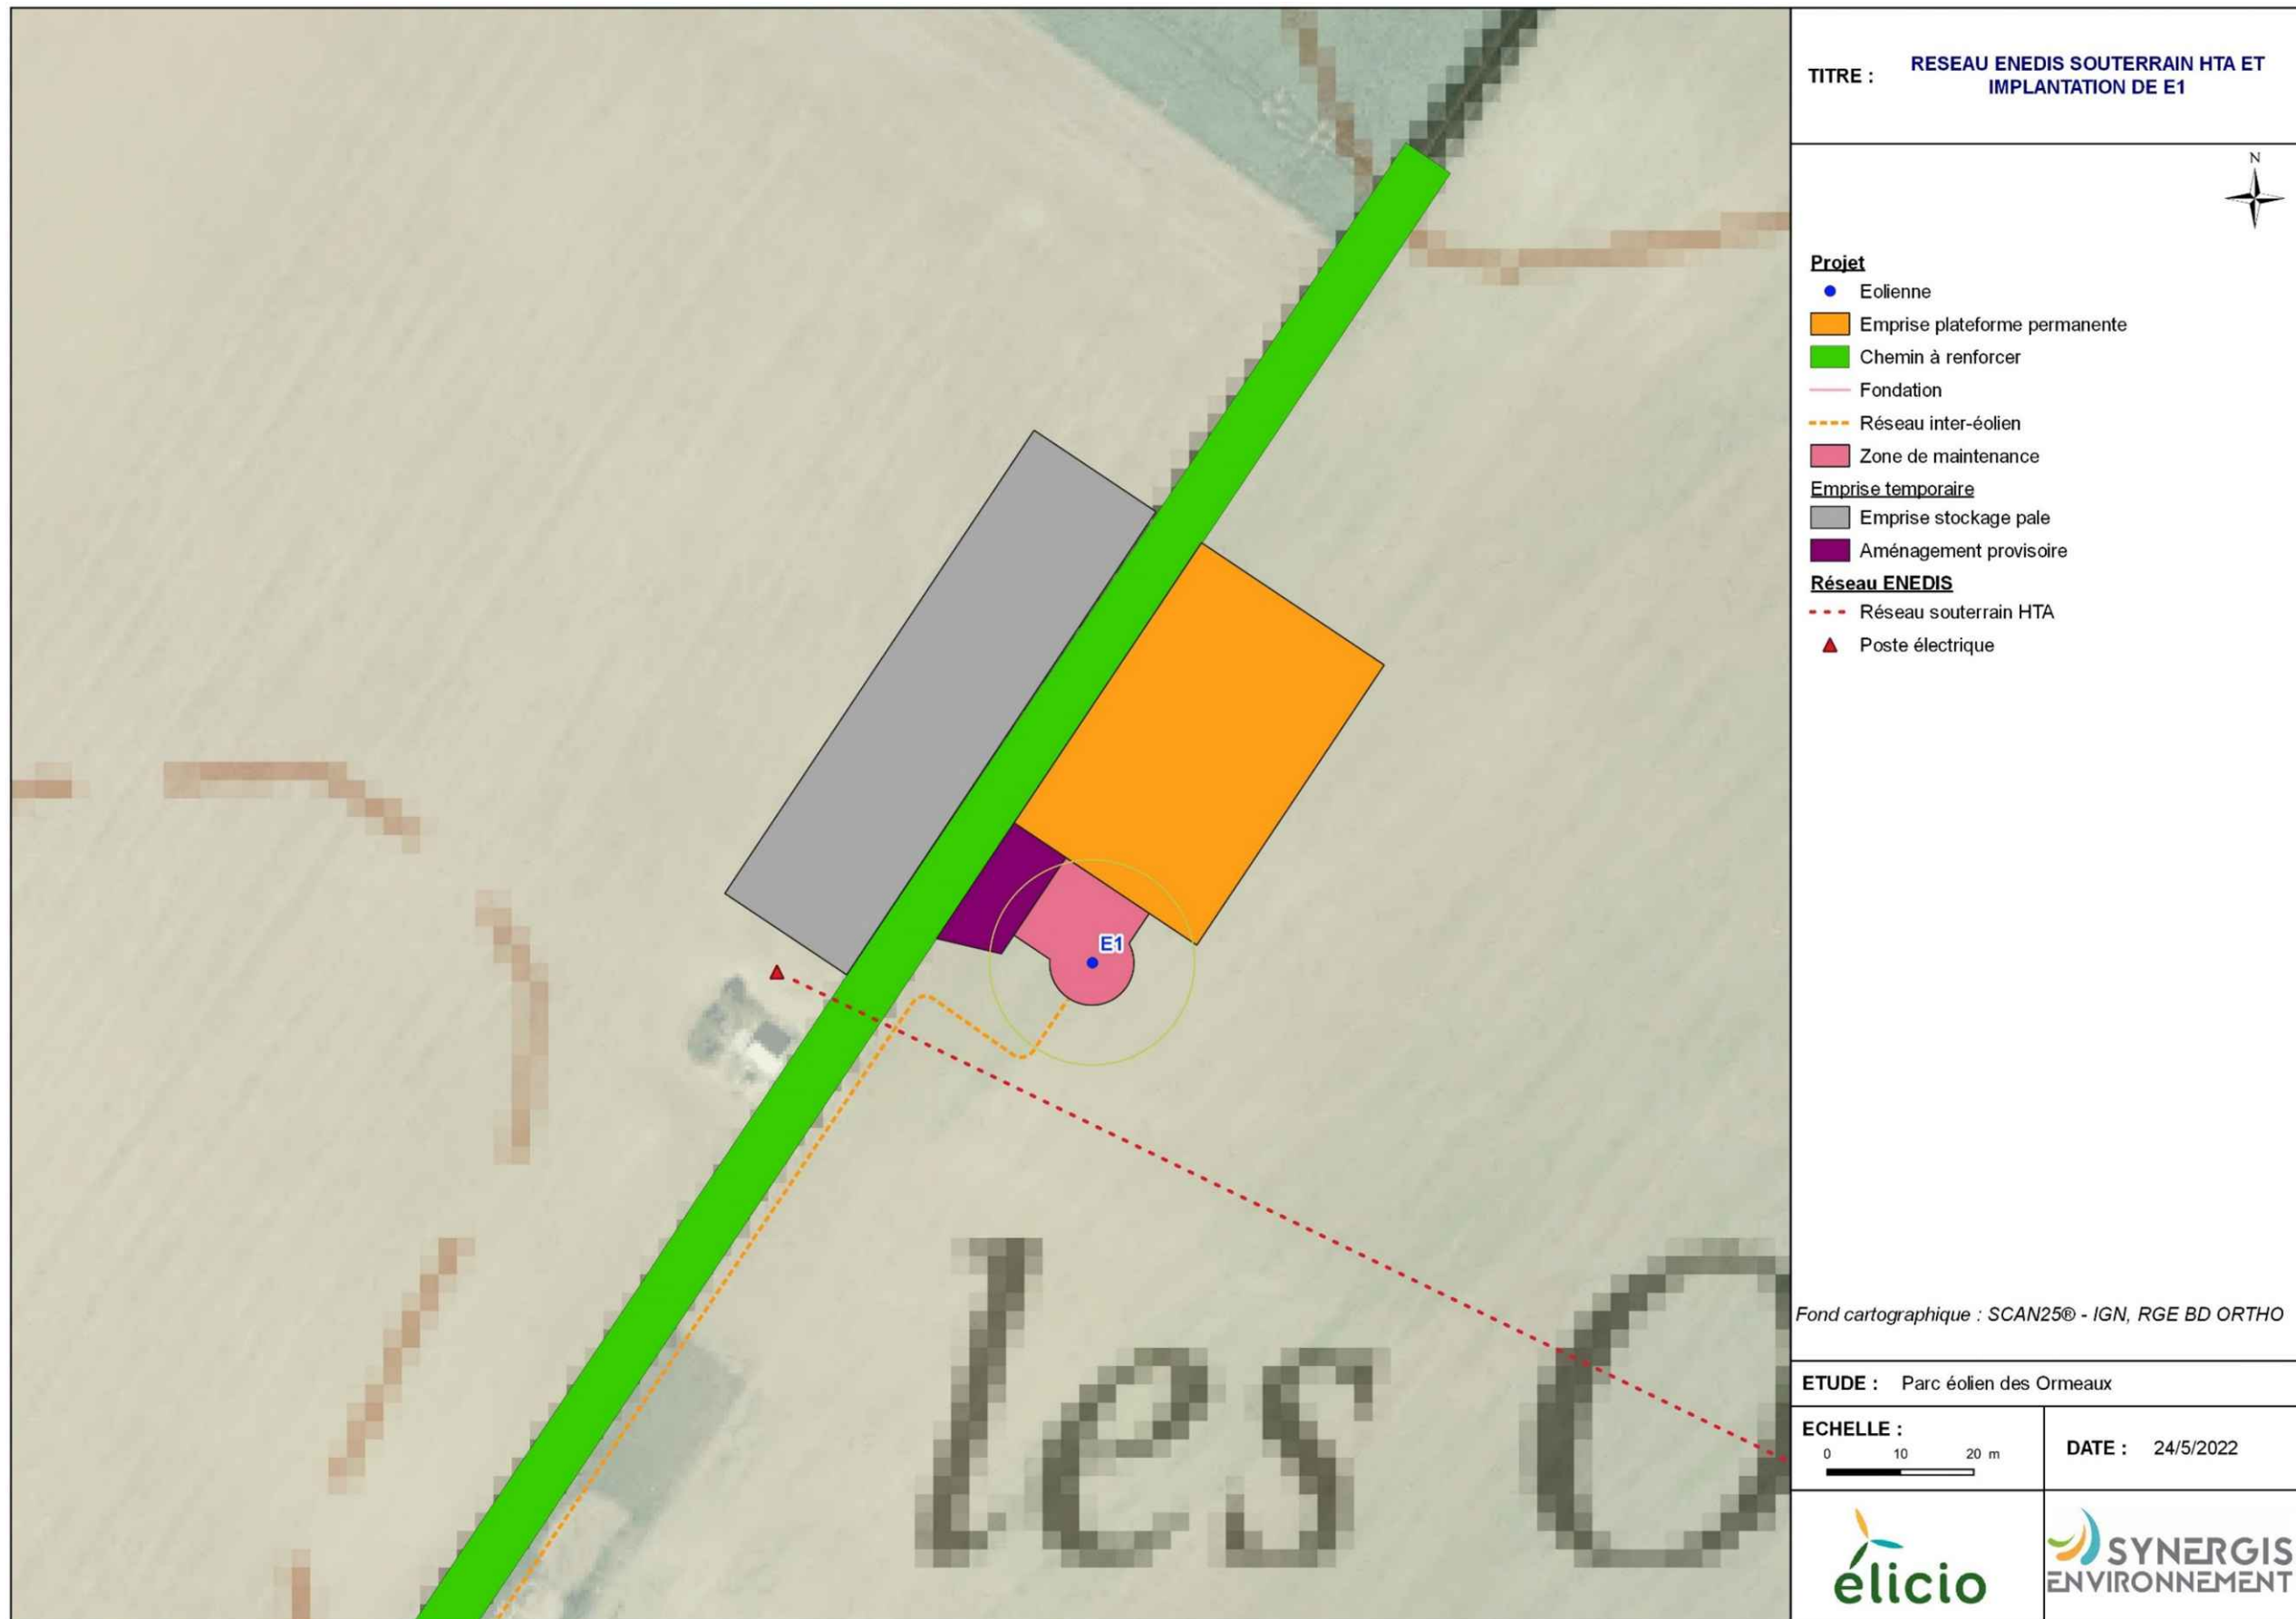 TITRE :
RESEAU ENEDIS SOUTERRAIN HTA ET
IMPLANTATION DE E1
N
Projet
Eolienne
Emprise plateforme permanente
Chemin à renforcer
Fondation
Réseau inter-éolien
Zone de maintenance
Emprise temporaire
Emprise stockage pale
Aménagement provisoire
Réseau ENEDIS
Réseau souterrain HTA
Poste électrique
E1
les O
Fond cartographique : SCAN25® - IGN, RGE BD ORTHO
ETUDE : Parc éolien des Ormeaux
ECHELLE :
0 10 20 m
DATE : 24/5/2022
élicio
SYNERGIS
ENVIRONNEMENT